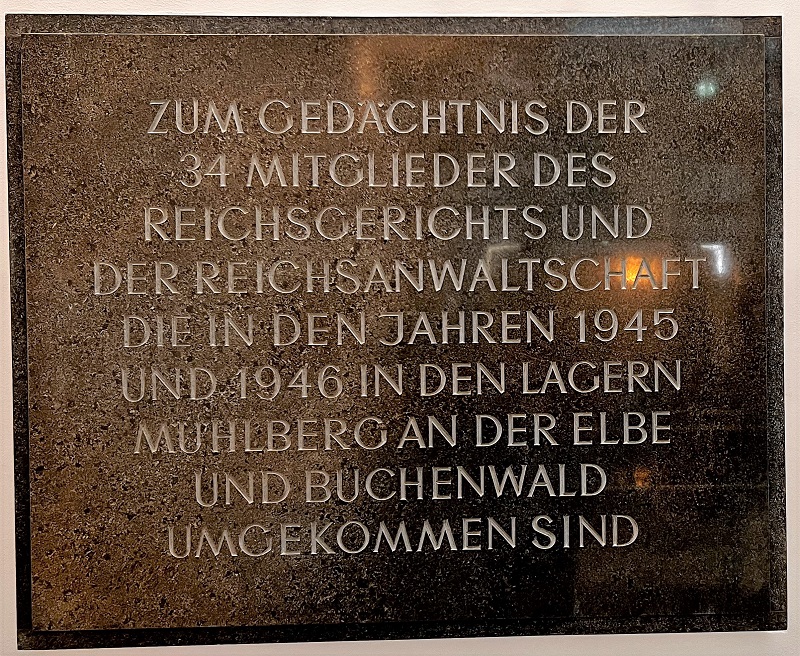 ZUM GEDÄCHTNIS DER
34 MITGLIEDER DES
REICHSGERICHTS UND
DER REICHSANWALTSCHAFT
DIE IN DEN JAHREN 1945
UND 1946 IN DEN LAGERN
MÜHLBERG AN DER ELBE
UND BUCHENWALD
UMGEKOMMEN SIND